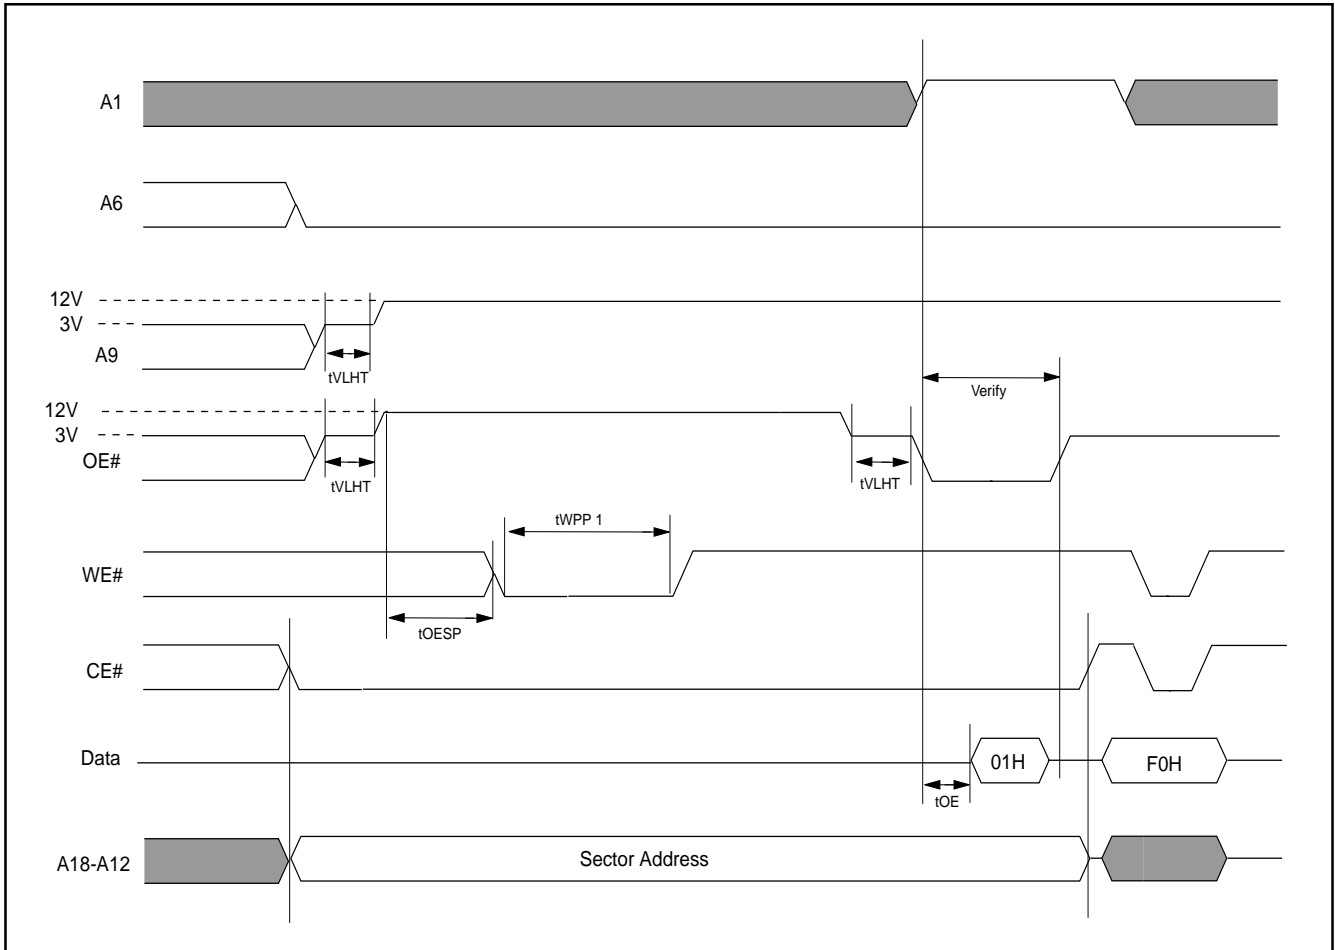 A1
A6
12V
3V
A9
tVLHT
Verify
12V
3V
OE#
tVLHT
tVLHT
tWPP 1
WE#
tOESP
CE#
Data
01H
F0H
tOE
A18-A12
Sector Address